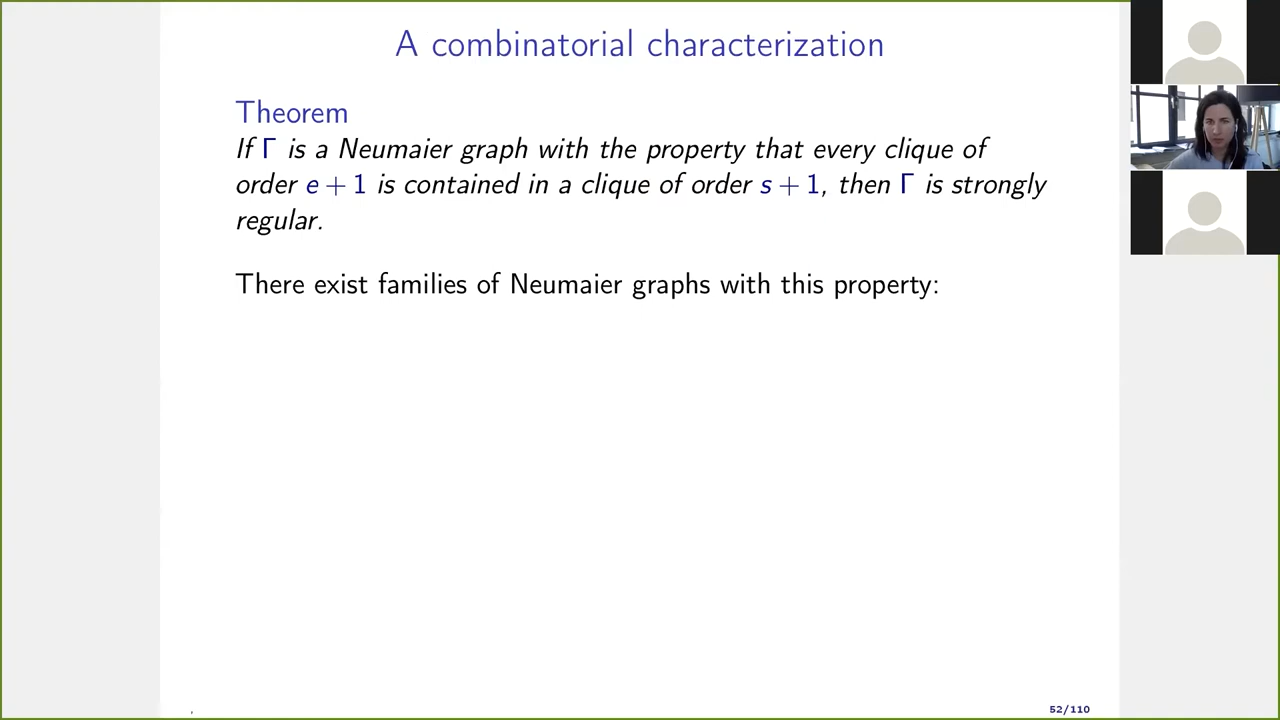 A combinatorial characterization
Theorem
If Γ is a Neumaier graph with the property that every clique of
order e + 1 is contained in a clique of order s + 1, then Γ is strongly
regular.
There exist families of Neumaier graphs with this property:
52/110